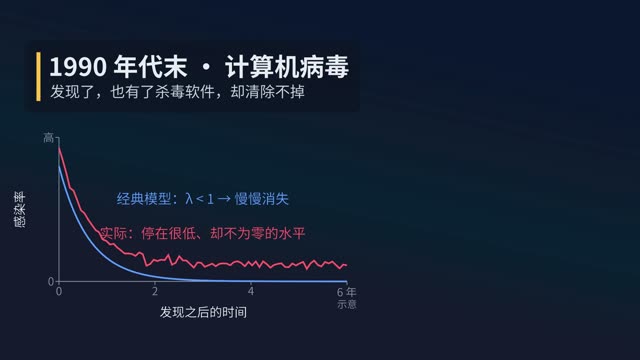 1990 年代末 · 计算机病毒
发现了，也有了杀毒软件，却清除不掉
高
经典模型：λ < 1 → 慢慢消失
感染率
实际：停在很低、却不为零的水平
0
0
2
4
6 年
示意
发现之后的时间